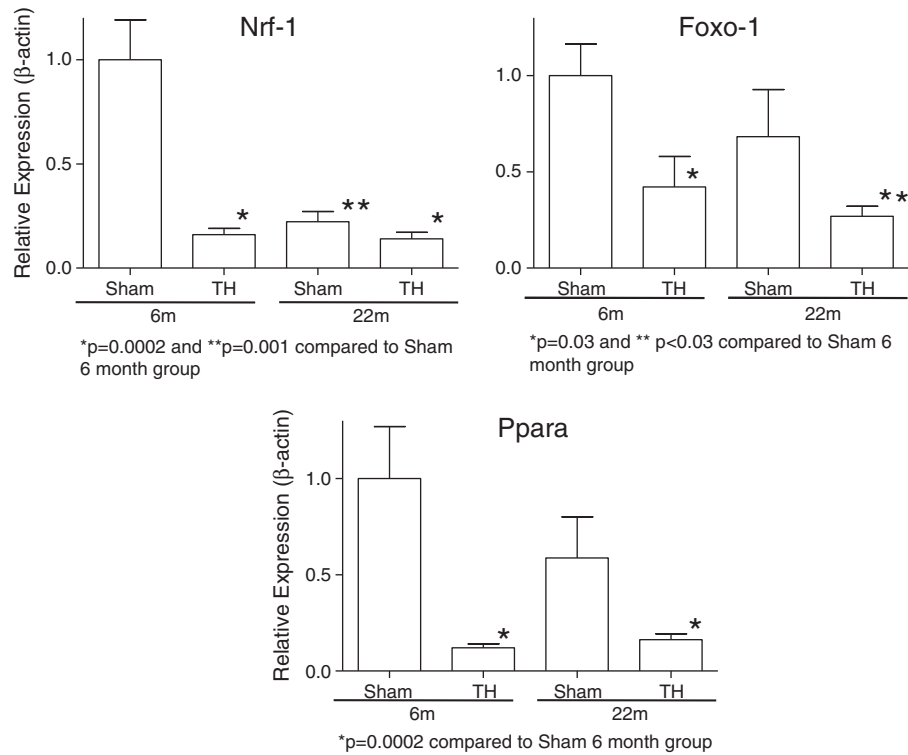 Nrf-1
Relative Expression (β-actin)
1.0
0.5
0.0
Sham
TH
Sham
TH
*
**
*
6m
22m
*p=0.0002 and **p=0.001 compared to Sham
6 month group
Foxo-1
1.0
0.5
0.0
Sham
TH
Sham
TH
*
**
6m
22m
*p=0.03 and ** p<0.03 compared to Sham 6
month group
Ppara
Relative Expression (β-actin)
1.0
0.5
0.0
Sham
TH
Sham
TH
*
*
6m
22m
*p=0.0002 compared to Sham 6 month group